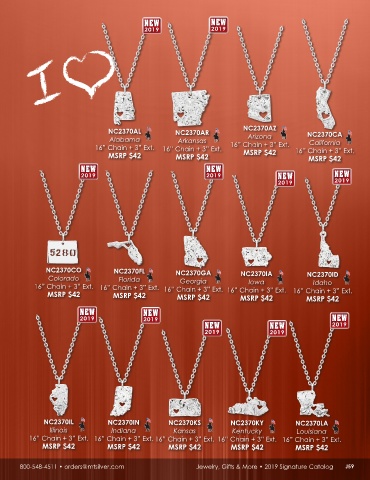 I
NEW 2019
NEW 2019
NC2370AL
Alabama
16" Chain + 3" Ext.
MSRP $42
NC2370AR
Arkansas
16" Chain + 3" Ext.
MSRP $42
NC2370AZ
Arizona
16" Chain + 3" Ext.
MSRP $42
NC2370CA
California
16" Chain + 3" Ext.
MSRP $42
NEW 2019
NEW 2019
NEW 2019
NEW 2019
5280
NC2370CO
Colorado
16" Chain + 3" Ext.
MSRP $42
NC2370FL
Florida
16" Chain + 3" Ext.
MSRP $42
NC2370GA
Georgia
16" Chain + 3" Ext.
MSRP $42
NC2370IA
Iowa
16" Chain + 3" Ext.
MSRP $42
NC2370ID
Idaho
16" Chain + 3" Ext.
MSRP $42
NEW 2019
NEW 2019
NEW 2019
NEW 2019
NEW 2019
NC2370IL
Illinois
16" Chain + 3" Ext.
MSRP $42
NC2370IN
Indiana
16" Chain + 3" Ext.
MSRP $42
NC2370KS
Kansas
16" Chain + 3" Ext.
MSRP $42
NC2370KY
Kentucky
16" Chain + 3" Ext.
MSRP $42
NC2370LA
Louisiana
16" Chain + 3" Ext.
MSRP $42
800-548-4511 • orders@mtsilver.com
Jewelry, Gifts & More • 2019 Signature Catalog
J59